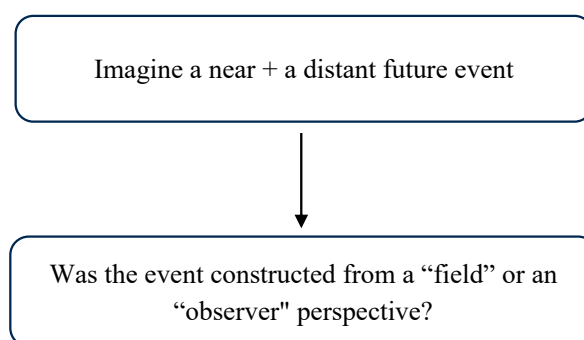 Imagine a near + a distant future event
Was the event constructed from a “field” or an
“observer" perspective?